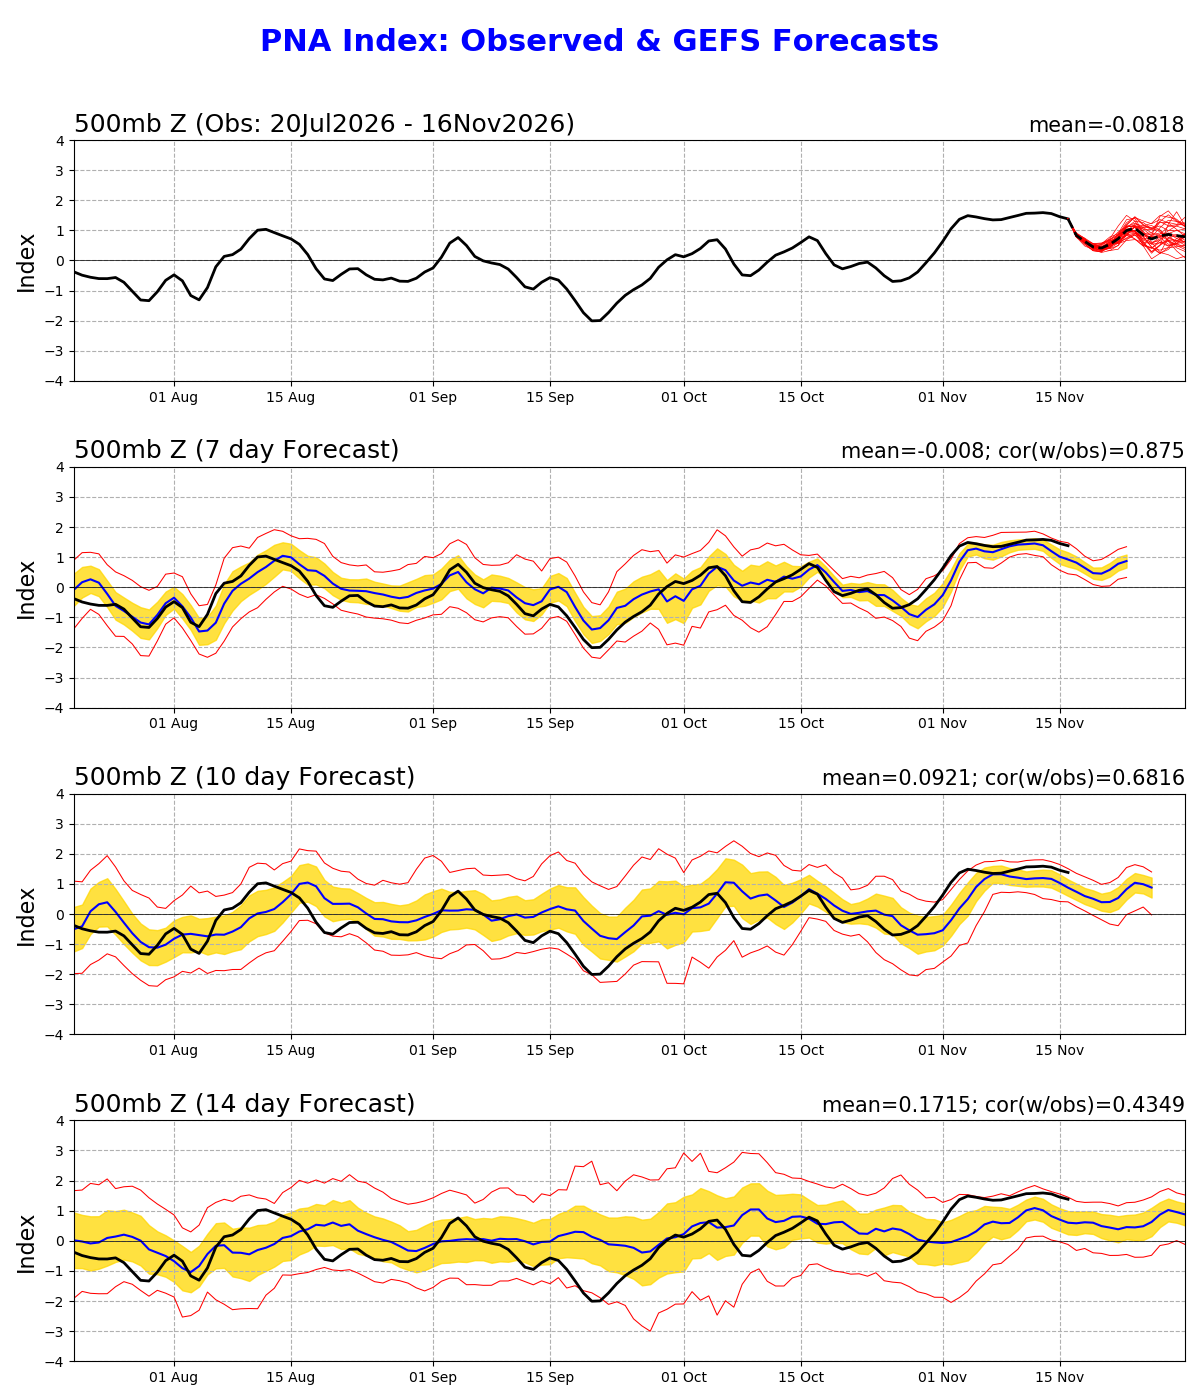 PNA Index: Observed & GEFS Forecasts
500mb Z (Obs: 20Jul2026 - 16Nov2026)
mean=-0.0818
Index
4
3
2
1
0
−1
−2
−3
−4
01 Aug
15 Aug
01 Sep
15 Sep
01 Oct
15 Oct
01 Nov
15 Nov
500mb Z (7 day Forecast)
mean=-0.008; cor(w/obs)=0.875
Index
4
3
2
1
0
−1
−2
−3
−4
01 Aug
15 Aug
01 Sep
15 Sep
01 Oct
15 Oct
01 Nov
15 Nov
500mb Z (10 day Forecast)
mean=0.0921; cor(w/obs)=0.6816
Index
4
3
2
1
0
−1
−2
−3
−4
01 Aug
15 Aug
01 Sep
15 Sep
01 Oct
15 Oct
01 Nov
15 Nov
500mb Z (14 day Forecast)
mean=0.1715; cor(w/obs)=0.4349
Index
4
3
2
1
0
−1
−2
−3
−4
01 Aug
15 Aug
01 Sep
15 Sep
01 Oct
15 Oct
01 Nov
15 Nov